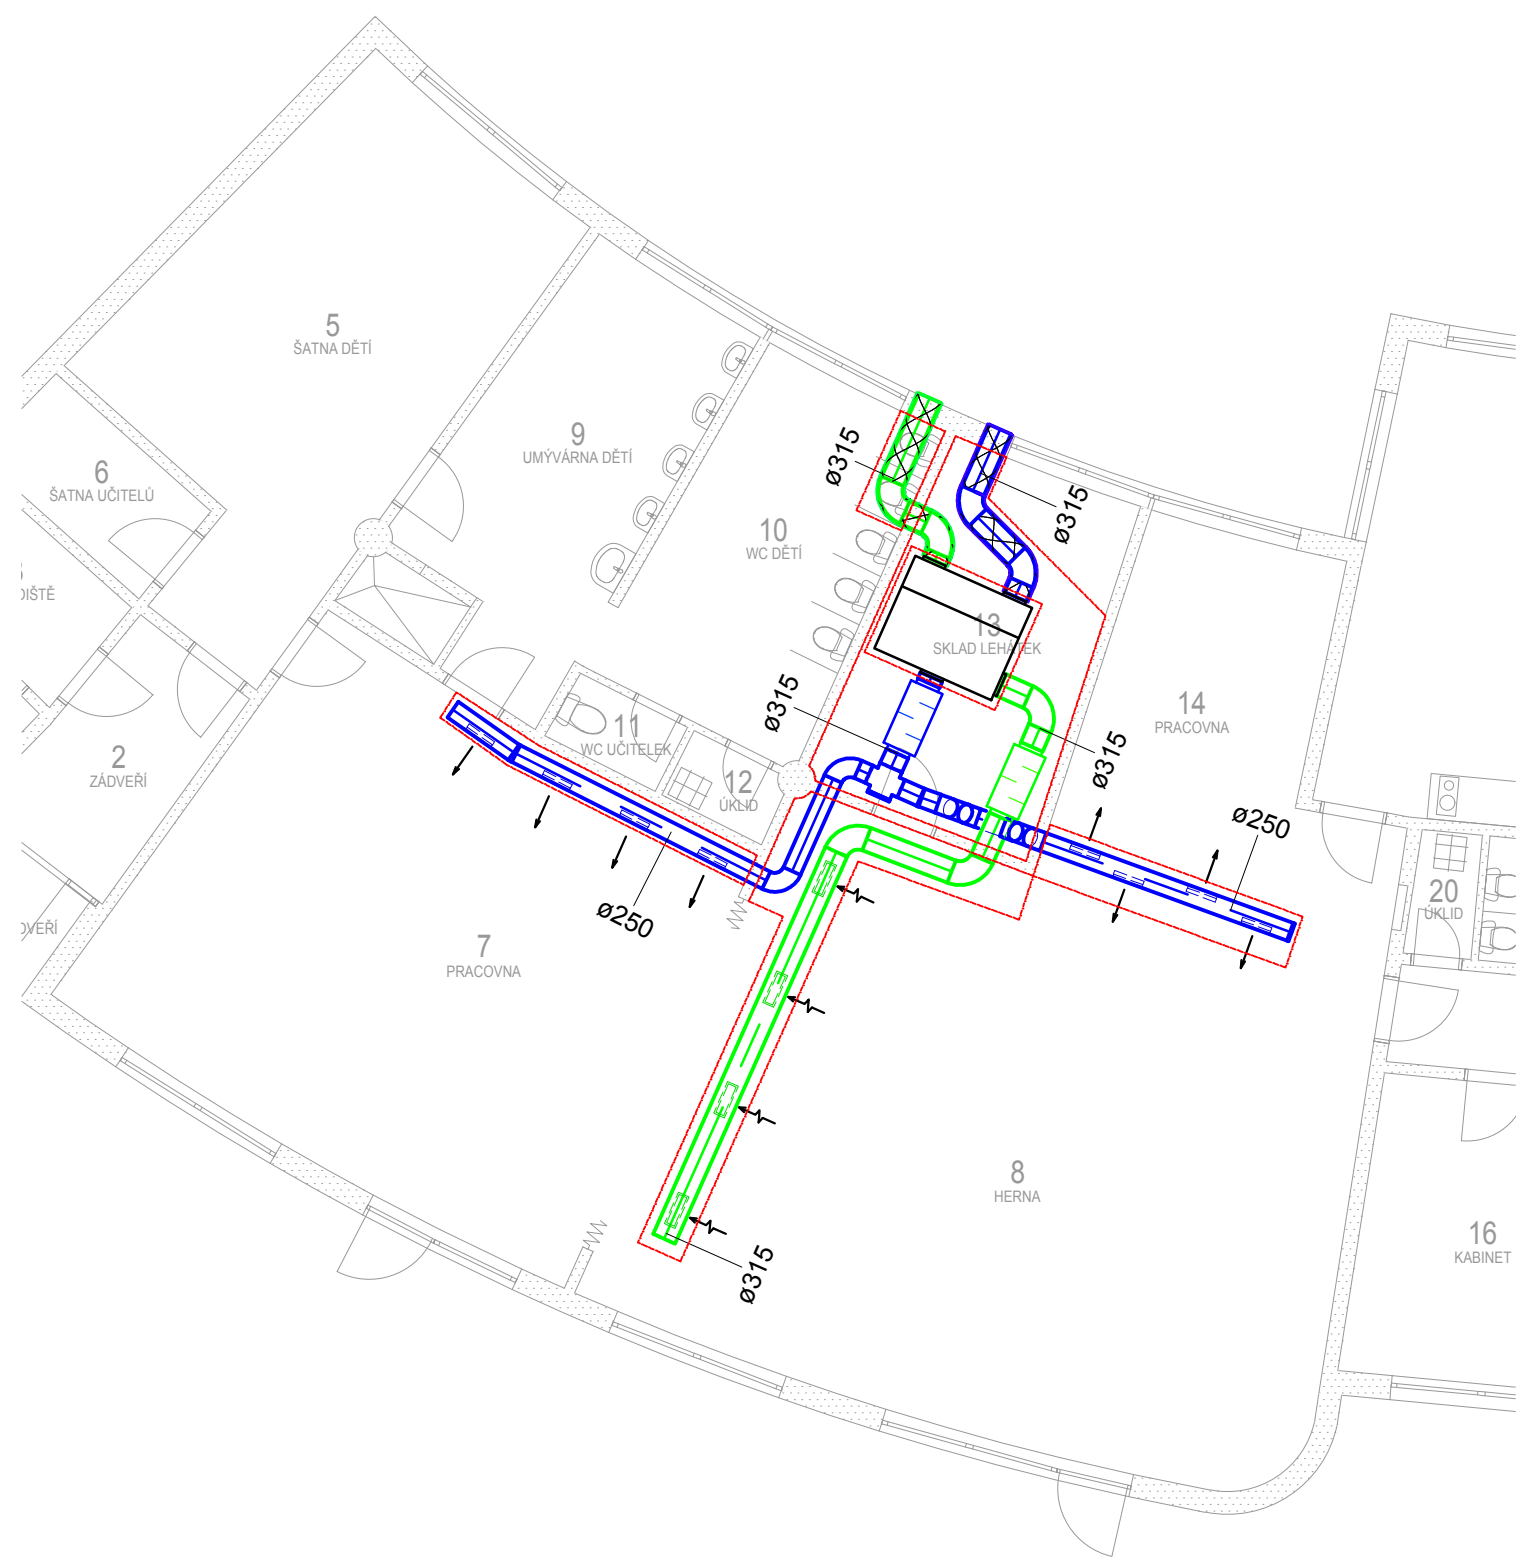 5
ŠATNA DĚTÍ
6
ŠATNA UČITELŮ
9
UMÝVÁRNA DĚTÍ
10
WC DĚTÍ
ø315
ø315
13
SKLAD LEHÁTEK
14
PRACOVNA
IŠTĚ
2
ZÁDVEŘÍ
11
WC UČITELEK
12
ÚKLID
ø315
ø315
ø250
ø250
20
ÚKLID
VEŘÍ
7
PRACOVNA
8
HERNA
16
KABINET
ø315